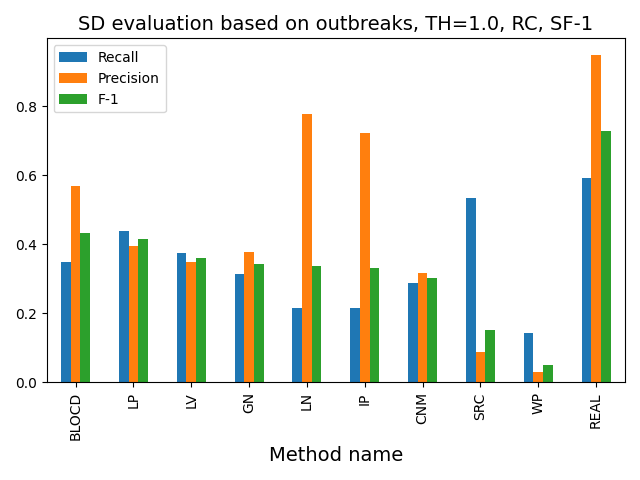 SD evaluation based on outbreaks, TH=1.0, RC, SF-1
Recall
Precision
F-1
0.8
0.6
0.4
0.2
0.0
BLOCD
LP
LV
GN
LN
IP
CNM
SRC
WP
REAL
Method name